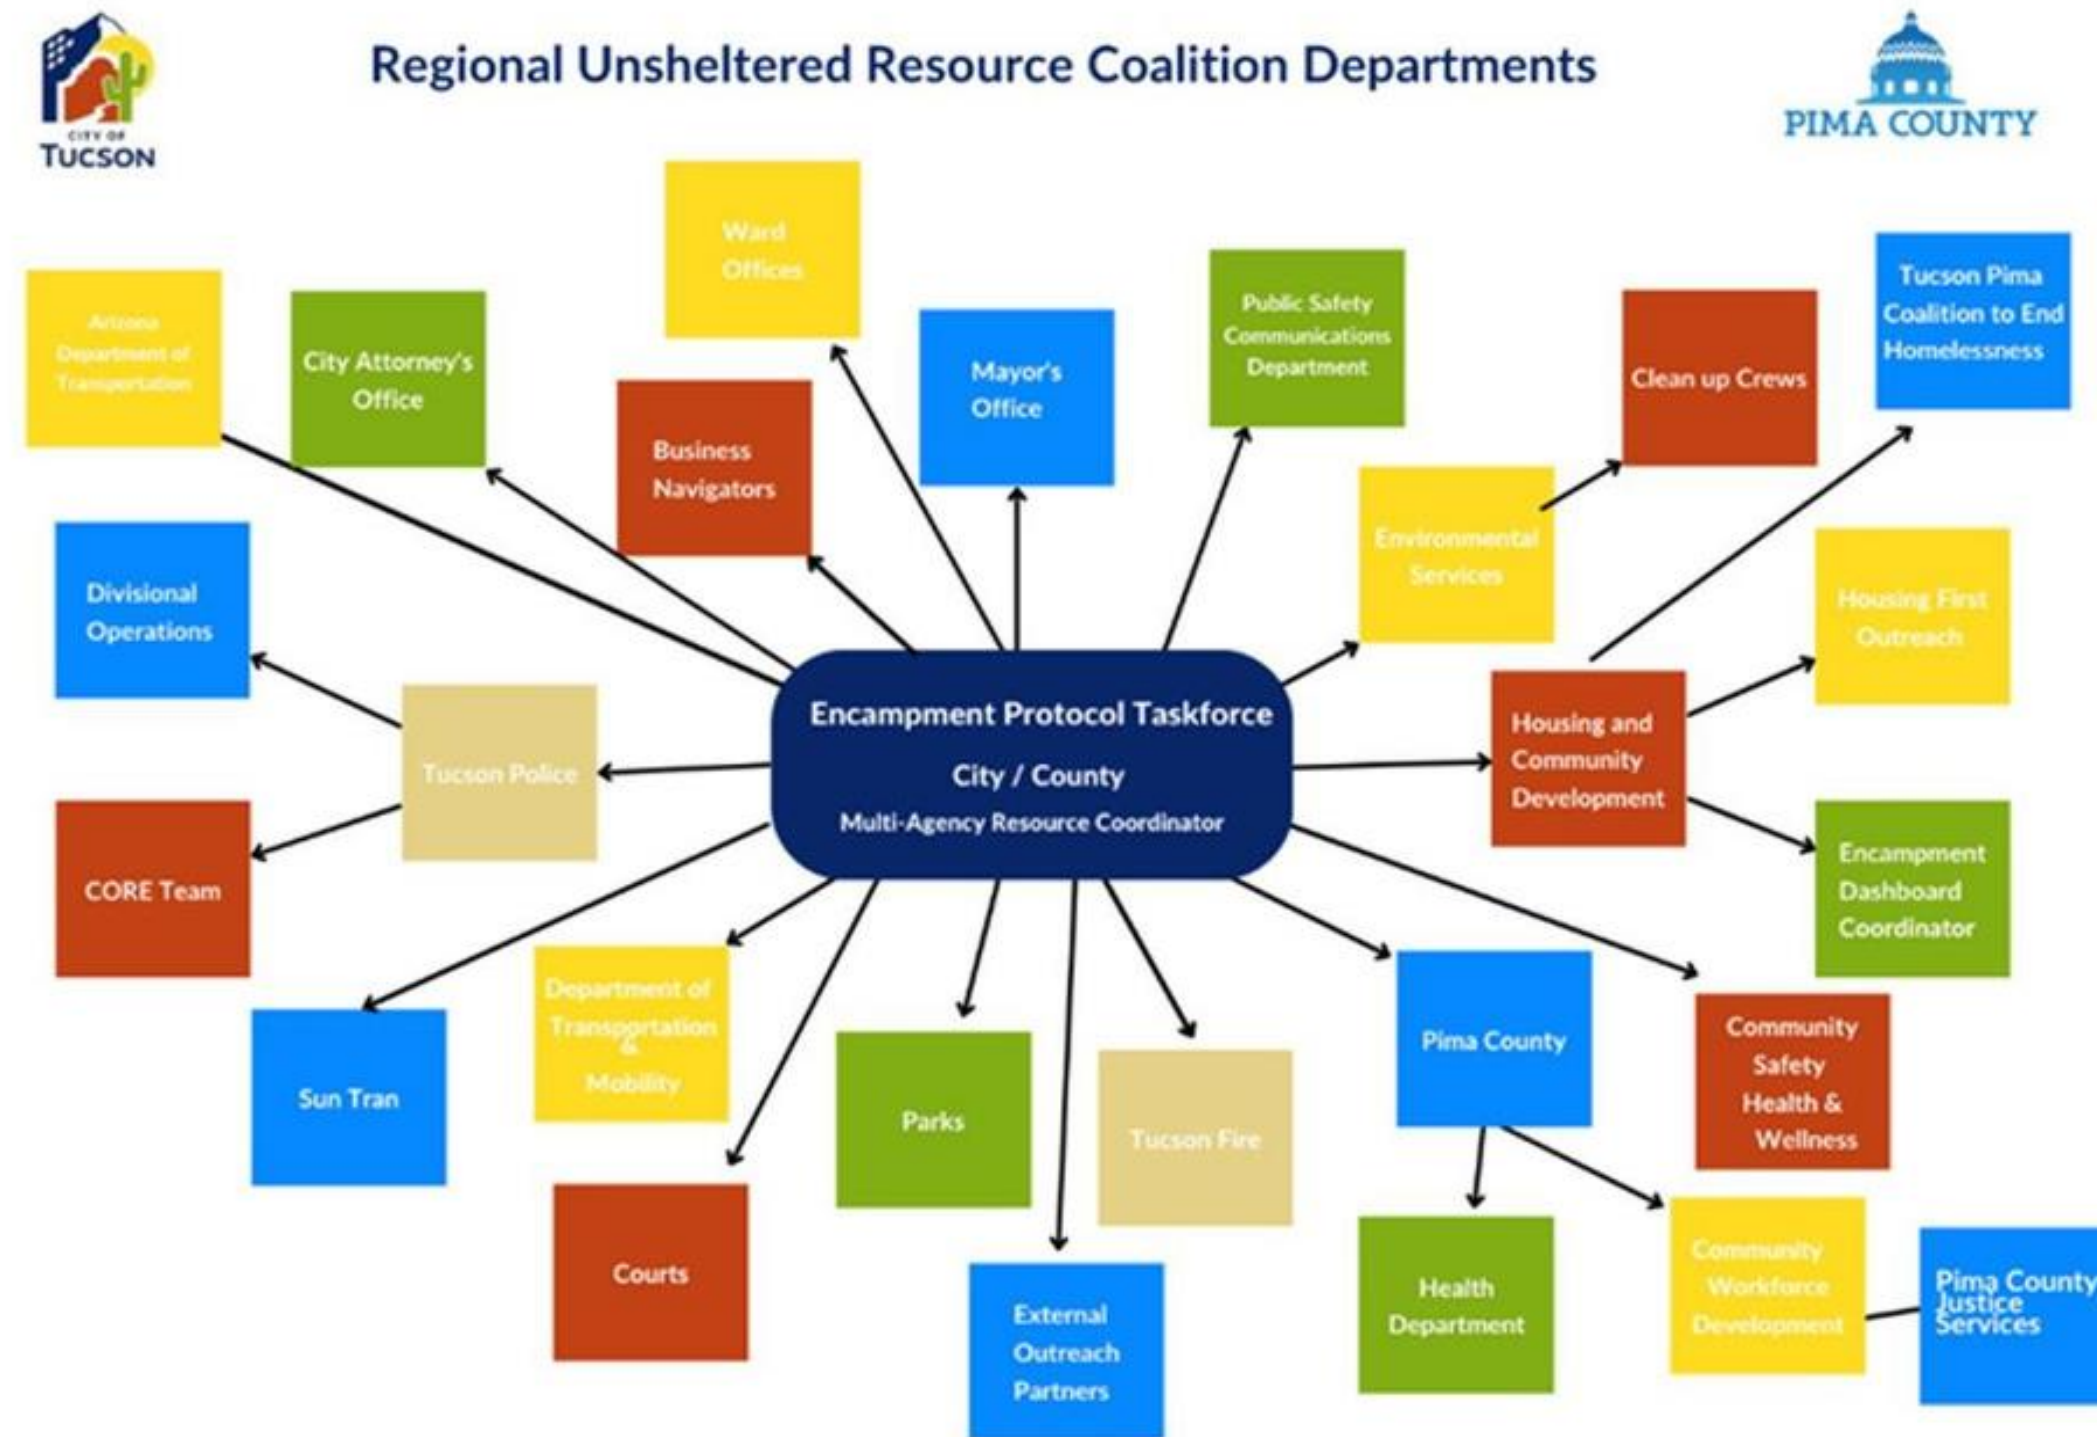 CITY OF
TUCSON
Regional Unsheltered Resource Coalition Departments
PIMA COUNTY
Arizona
Department of
Transportation
City Attorney's
Office
Ward
Offices
Business
Navigators
Mayor's
Office
Public Safety
Communications
Department
Environmental
Services
Clean up Crews
Tucson Pima
Coalition to End
Homelessness
Divisional
Operations
Tucson Police
CORE Team
Encampment Protocol Taskforce
City / County
Multi-Agency Resource Coordinator
Housing and
Community
Development
Housing First
Outreach
Encampment
Dashboard
Coordinator
Sun Tran
Department of
Transportation
&
Mobility
Courts
Parks
External
Outreach
Partners
Tucson Fire
Pima County
Community
Safety
Health &
Wellness
Health
Department
Community
Workforce
Development
Pima County
Justice
Services